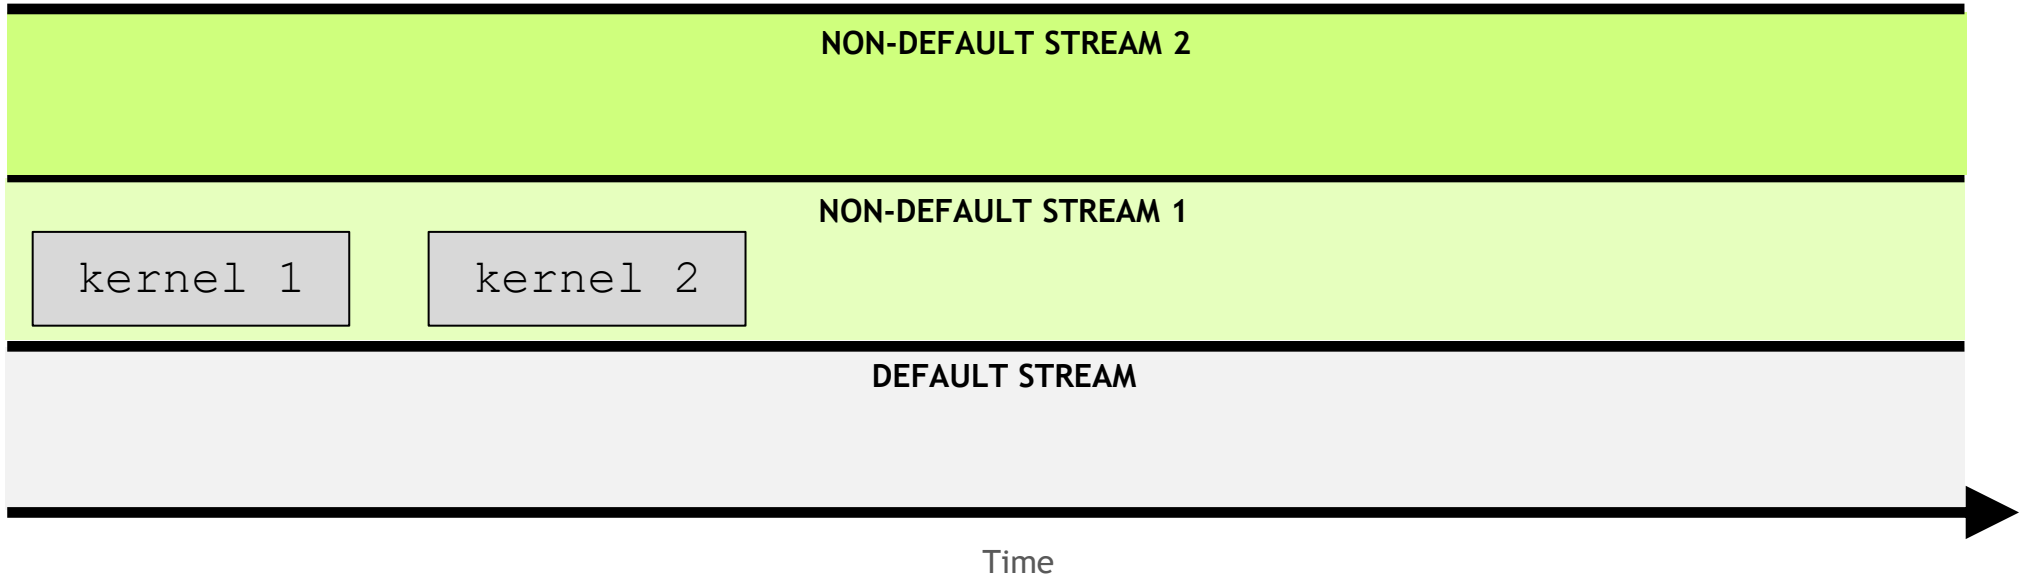 NON-DEFAULT STREAM 2
NON-DEFAULT STREAM 1
kernel 1
kernel 2
DEFAULT STREAM
Time